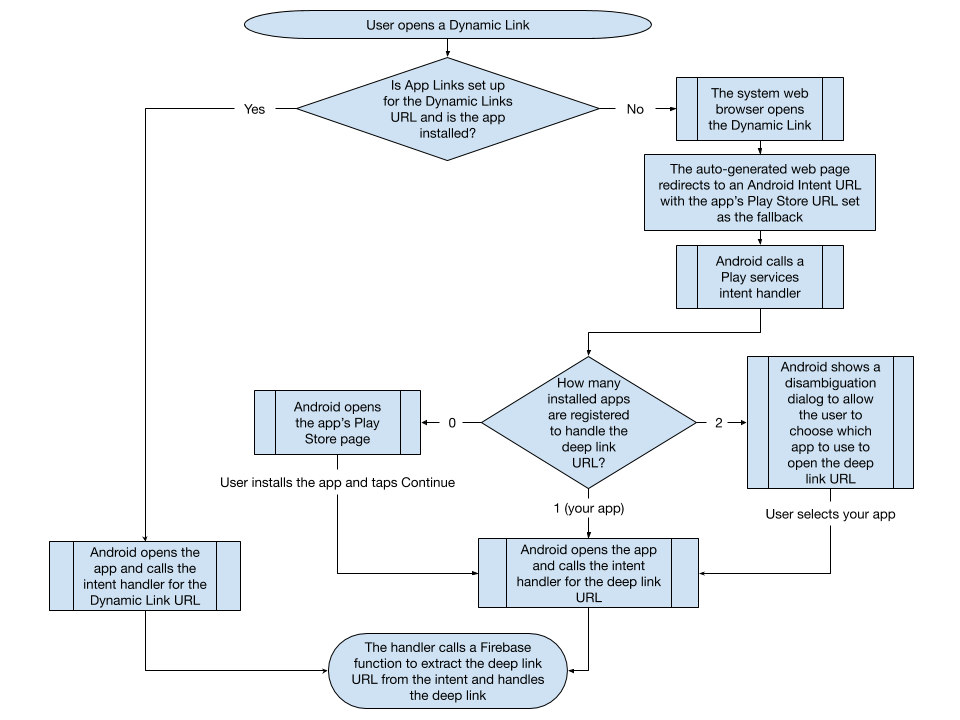 User opens a Dynamic Link
Is App Links set up
for the Dynamic Links
URL and is the app
installed?
Yes
No
The system web
browser opens
the Dynamic Link
The auto-generated web page
redirects to an Android Intent URL
with the app’s Play Store URL set
as the fallback
Android calls a
Play services
intent handler
How many
installed apps
are registered
to handle the
deep link
URL?
0
2
1 (your app)
Android opens
the app’s Play
Store page
User installs the app and taps Continue
Android shows a
disambiguation
dialog to allow
the user to
choose which
app to use to
open the deep
link URL
User selects your app
Android opens the
app and calls the
intent handler for the
Dynamic Link URL
Android opens the app
and calls the intent
handler for the deep link
URL
The handler calls a Firebase
function to extract the deep link
URL from the intent and handles
the deep link